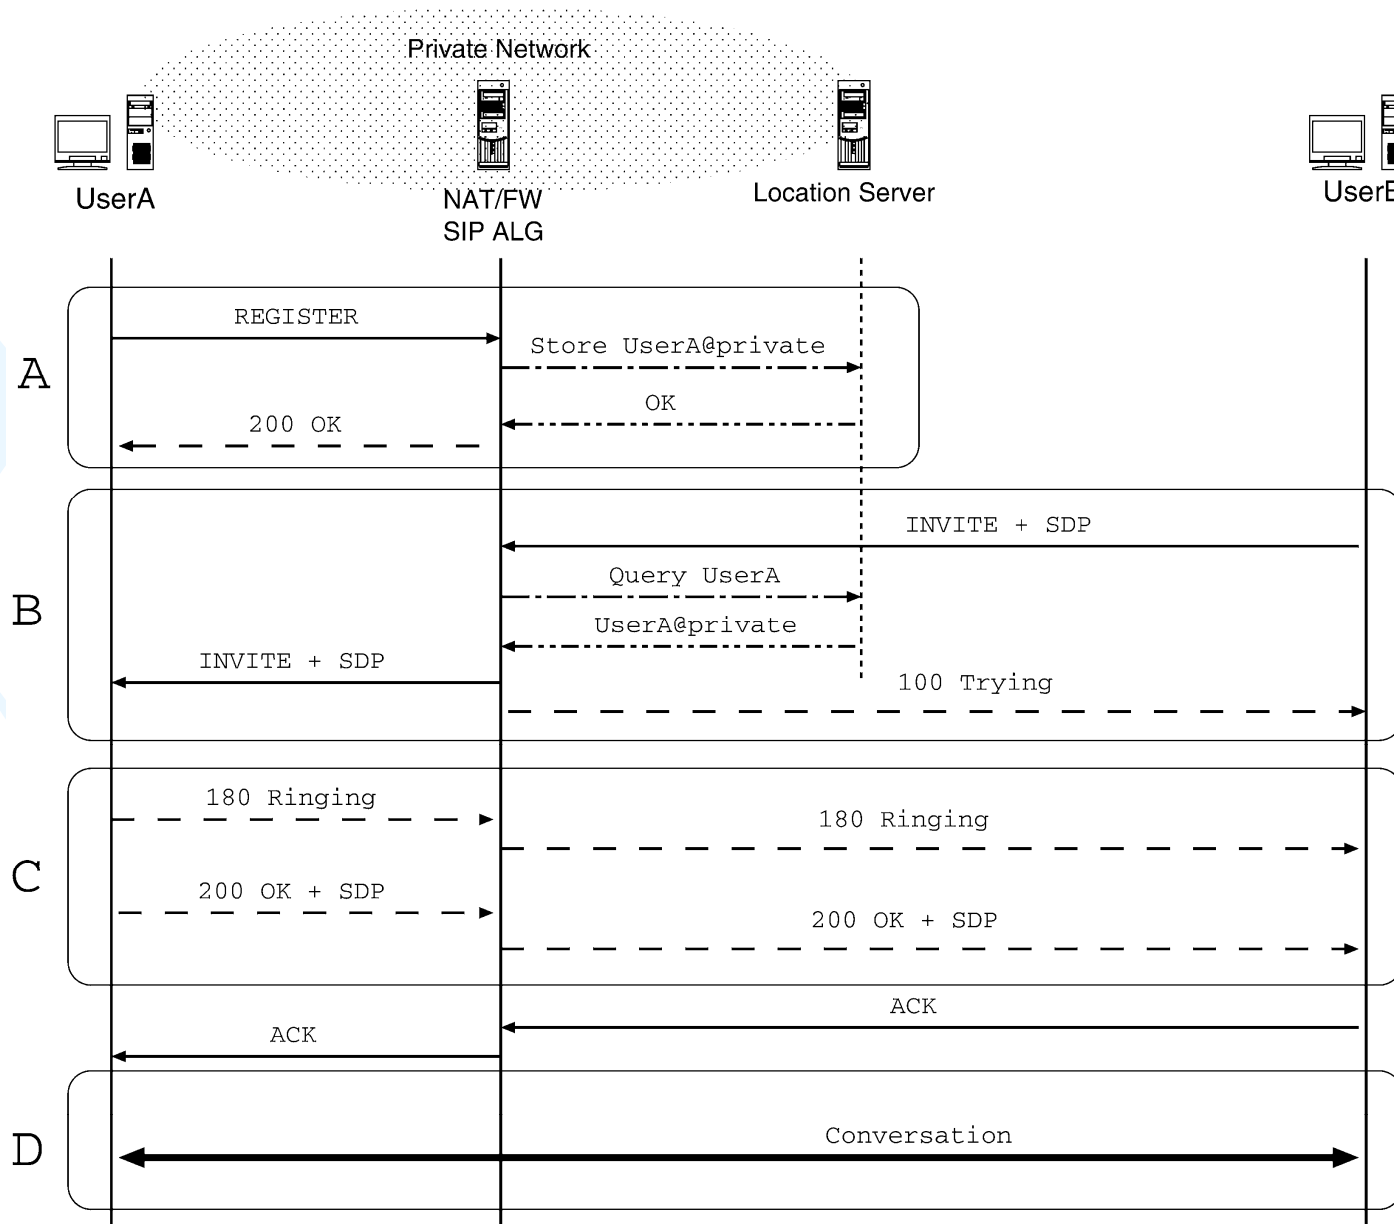 Private Network
UserA
NAT/FW
SIP ALG
Location Server
REGISTER
Store UserA@private
A
OK
200 OK
INVITE + SDP
Query UserA
B
UserA@private
INVITE + SDP
100 Trying
180 Ringing
180 Ringing
C
200 OK + SDP
200 OK + SDP
ACK
ACK
Conversation
D